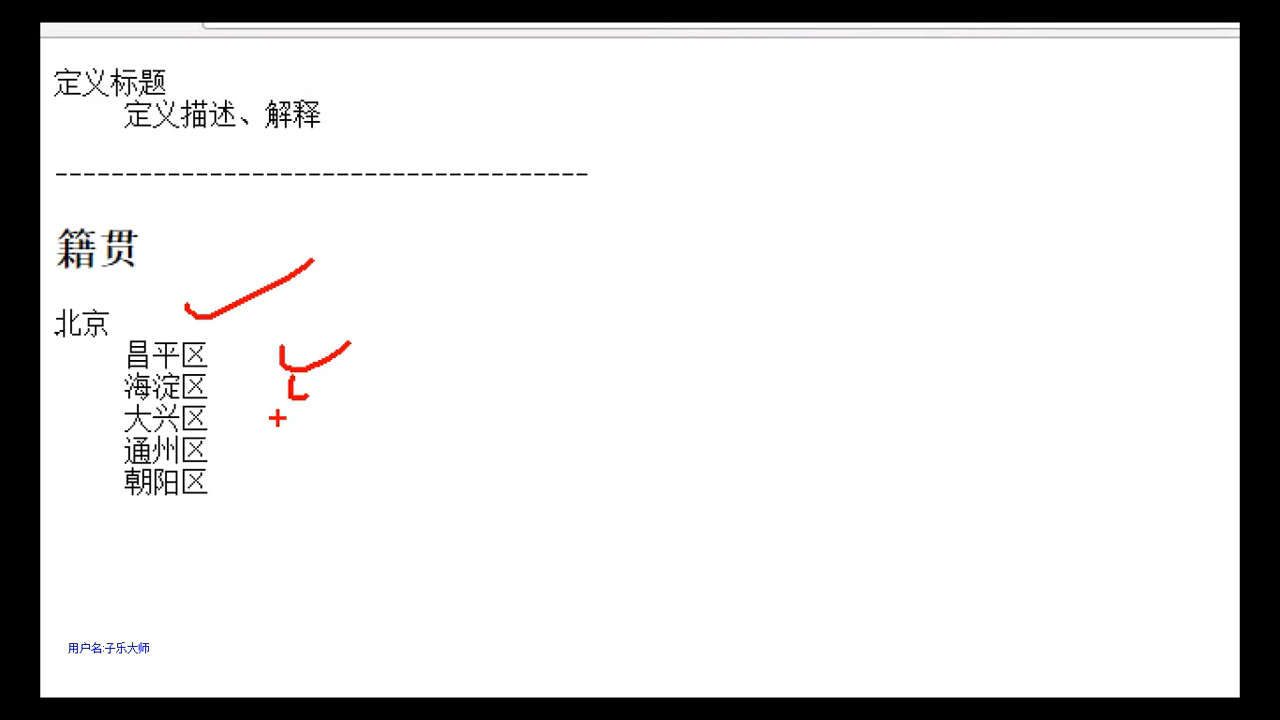 定义标题
定义描述、解释
--------------------------------------
籍贯
北京
昌平区
海淀区
大兴区
通州区
朝阳区
用户名:子乐大师